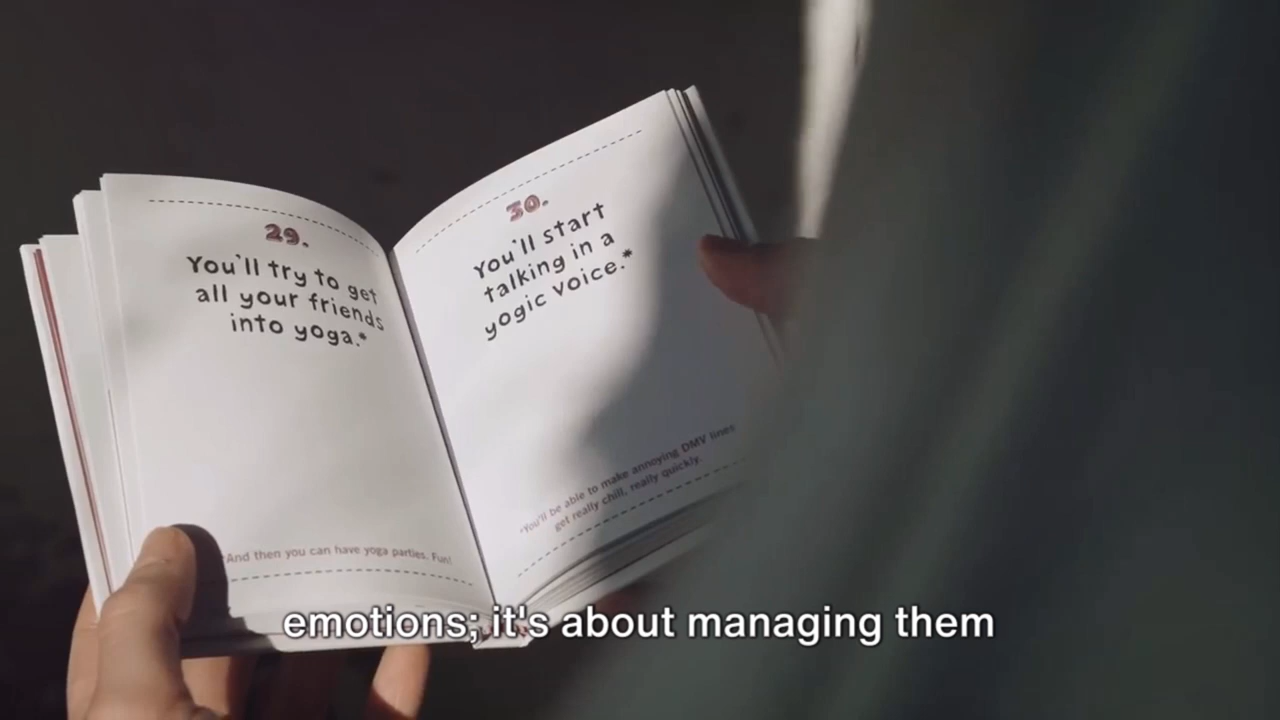 29.
You'll try to get
all your friends
into yoga.*
*And then you can have yoga parties. Fun!
30.
You'll start
talking in a
yogic voice.*
*You'll be able to make annoying DMV lines
get really chill, really quickly.
emotions; it's about managing them